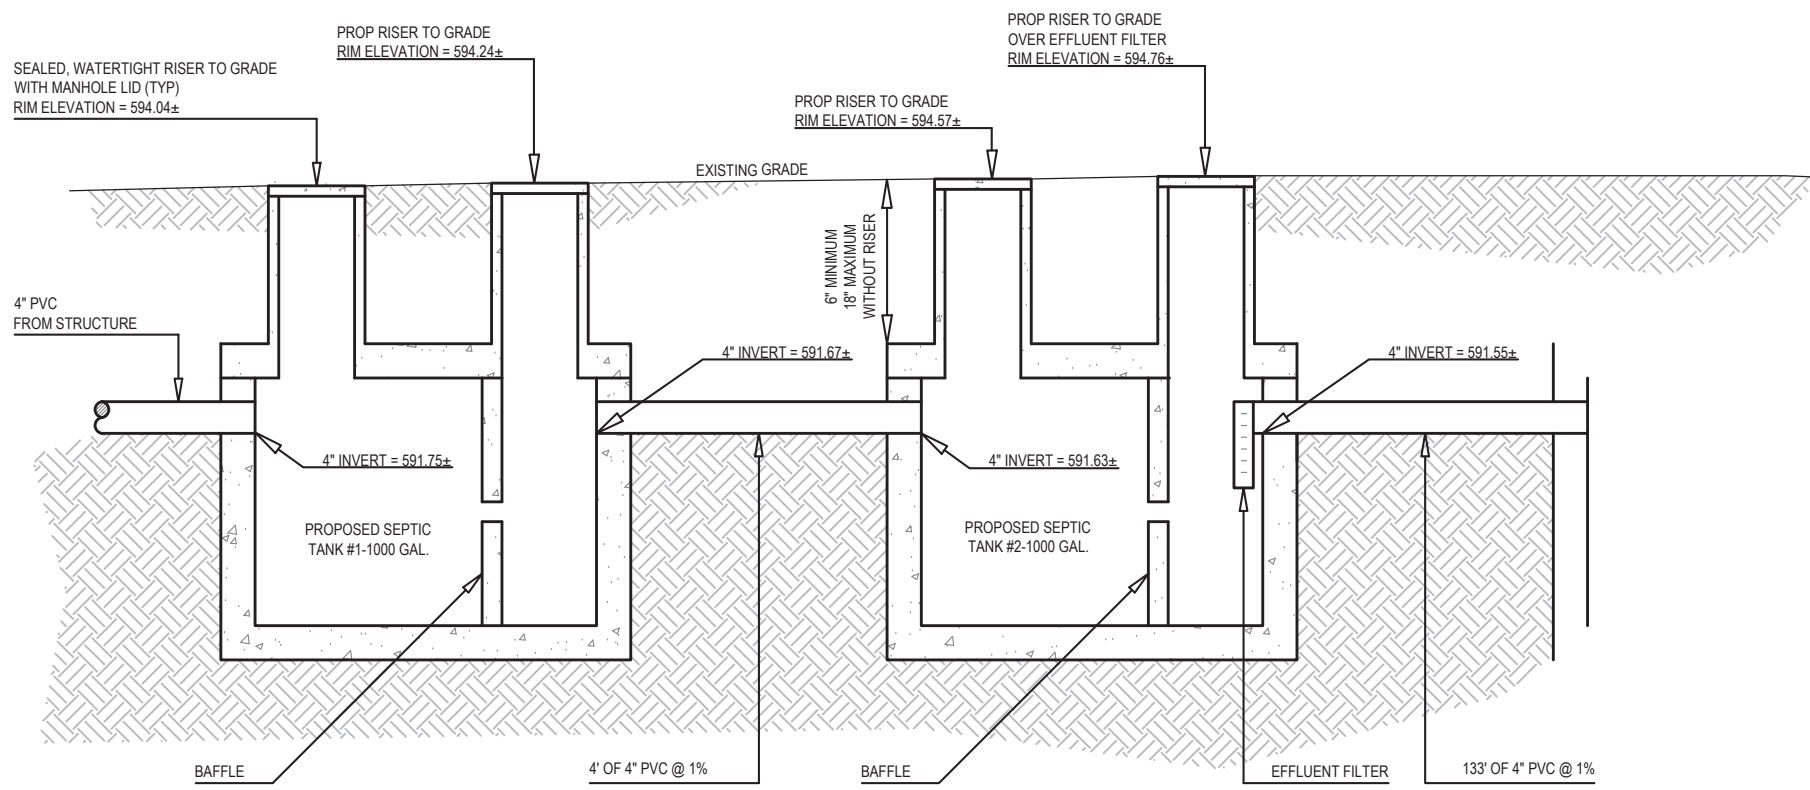 SEALED, WATERTIGHT RISER TO GRADE
WITH MANHOLE LID (TYP)
RIM ELEVATION = 594.04±
PROP RISER TO GRADE
RIM ELEVATION = 594.24±
PROP RISER TO GRADE
RIM ELEVATION = 594.57±
PROP RISER TO GRADE
OVER EFFLUENT FILTER
RIM ELEVATION = 594.76±
EXISTING GRADE
6" MINIMUM
18" MAXIMUM
WITHOUT RISER
4" PVC
FROM STRUCTURE
4" INVERT = 591.75±
4" INVERT = 591.67±
4" INVERT = 591.63±
4" INVERT = 591.55±
PROPOSED SEPTIC
TANK #1-1000 GAL.
PROPOSED SEPTIC
TANK #2-1000 GAL.
BAFFLE
4' OF 4" PVC @ 1%
BAFFLE
EFFLUENT FILTER
133' OF 4" PVC @ 1%